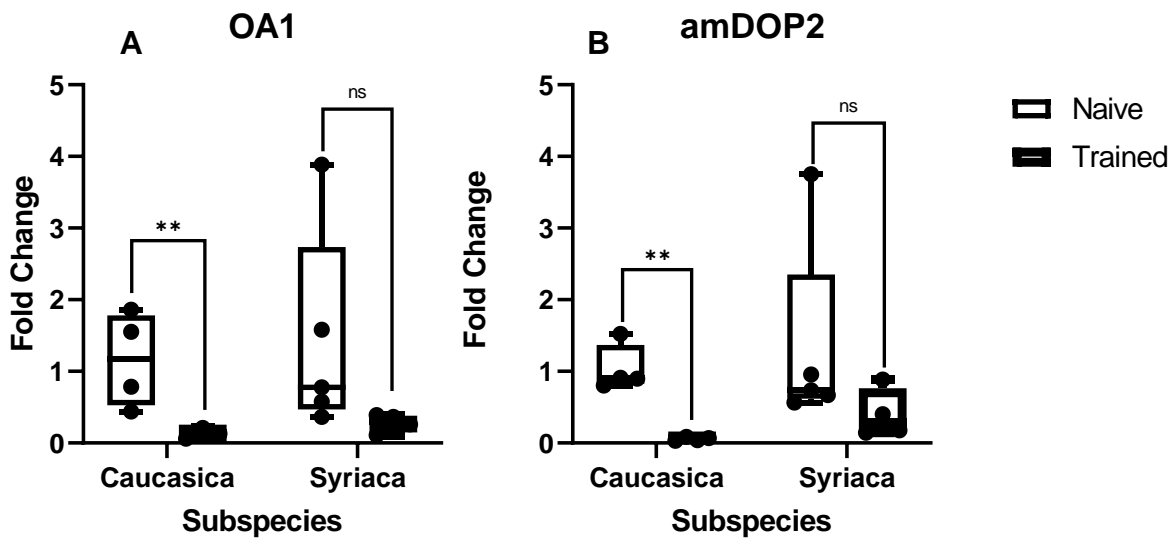 A
OA1
Fold Change
5
4
3
2
1
0
**
ns
Caucasica
Syriaca
Subspecies
B
amDOP2
Fold Change
5
4
3
2
1
0
**
ns
Caucasica
Syriaca
Subspecies
Naive
Trained